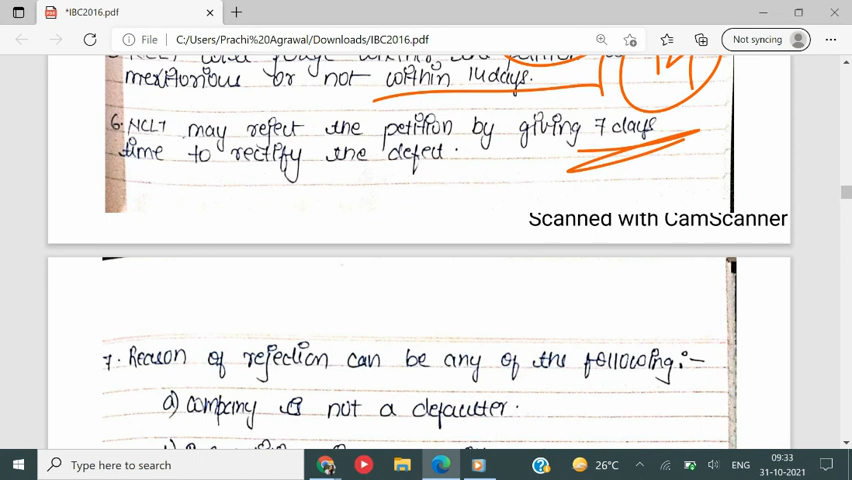 *IBC2016.pdf
File C:/Users/Prachi%20Agrawal/Downloads/IBC2016.pdf
Not syncing
meritorious or not within 14 days.
6. NCLT may reject the petition by giving 7 days
time to rectify the defect.
Scanned with CamScanner
7. Reason of rejection can be any of the following:-
a) company is not a defaulter.
Type here to search
26°C
ENG
09:33
31-10-2021